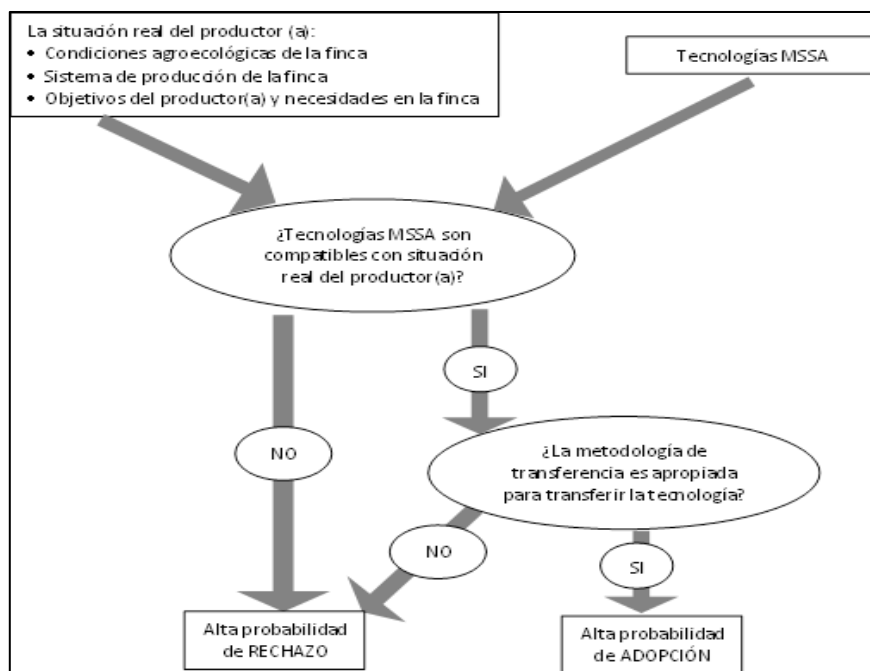 La situación real del productor (a):
• Condiciones agroecológicas de la finca
• Sistema de producción de la finca
• Objetivos del productor(a) y necesidades en la finca
Tecnologías MSSA
¿Tecnologías MSSA son
compatibles con situación
real del productor(a)?
SI
NO
¿La metodología de
transferencia es apropiada
para transferir la tecnología?
NO
SI
Alta probabilidad
de RECHAZO
Alta probabilidad
de ADOPCIÓN